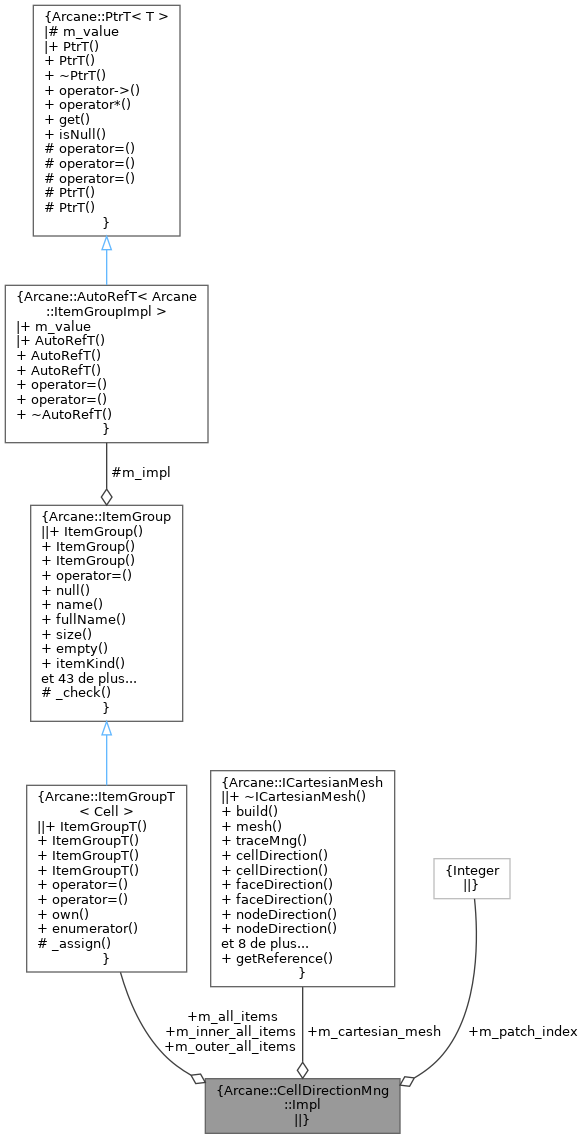 {Arcane::PtrT< T >
|# m_value
|+ PtrT()
+ PtrT()
+ ~PtrT()
+ operator->()
+ operator*()
+ get()
+ isNull()
# operator=()
# operator=()
# operator=()
# PtrT()
# PtrT()
}
{Arcane::AutoRefT< Arcane
::ItemGroupImpl >
|+ m_value
|+ AutoRefT()
+ AutoRefT()
+ AutoRefT()
+ operator=()
+ operator=()
+ ~AutoRefT()
}
#m_impl
{Arcane::ItemGroup
||+ ItemGroup()
+ ItemGroup()
+ ItemGroup()
+ operator=()
+ null()
+ name()
+ fullName()
+ size()
+ empty()
+ itemKind()
et 43 de plus...
# _check()
}
{Arcane::ItemGroupT
< Cell >
||+ ItemGroupT()
+ ItemGroupT()
+ ItemGroupT()
+ ItemGroupT()
+ operator=()
+ operator=()
+ own()
+ enumerator()
# _assign()
}
{Arcane::ICartesianMesh
||+ ~ICartesianMesh()
+ build()
+ mesh()
+ traceMng()
+ cellDirection()
+ cellDirection()
+ faceDirection()
+ faceDirection()
+ nodeDirection()
+ nodeDirection()
et 8 de plus...
+ getReference()
}
{Integer
||}
+m_all_items
+m_inner_all_items
+m_outer_all_items
+m_cartesian_mesh
+m_patch_index
{Arcane::CellDirectionMng
::Impl
||}